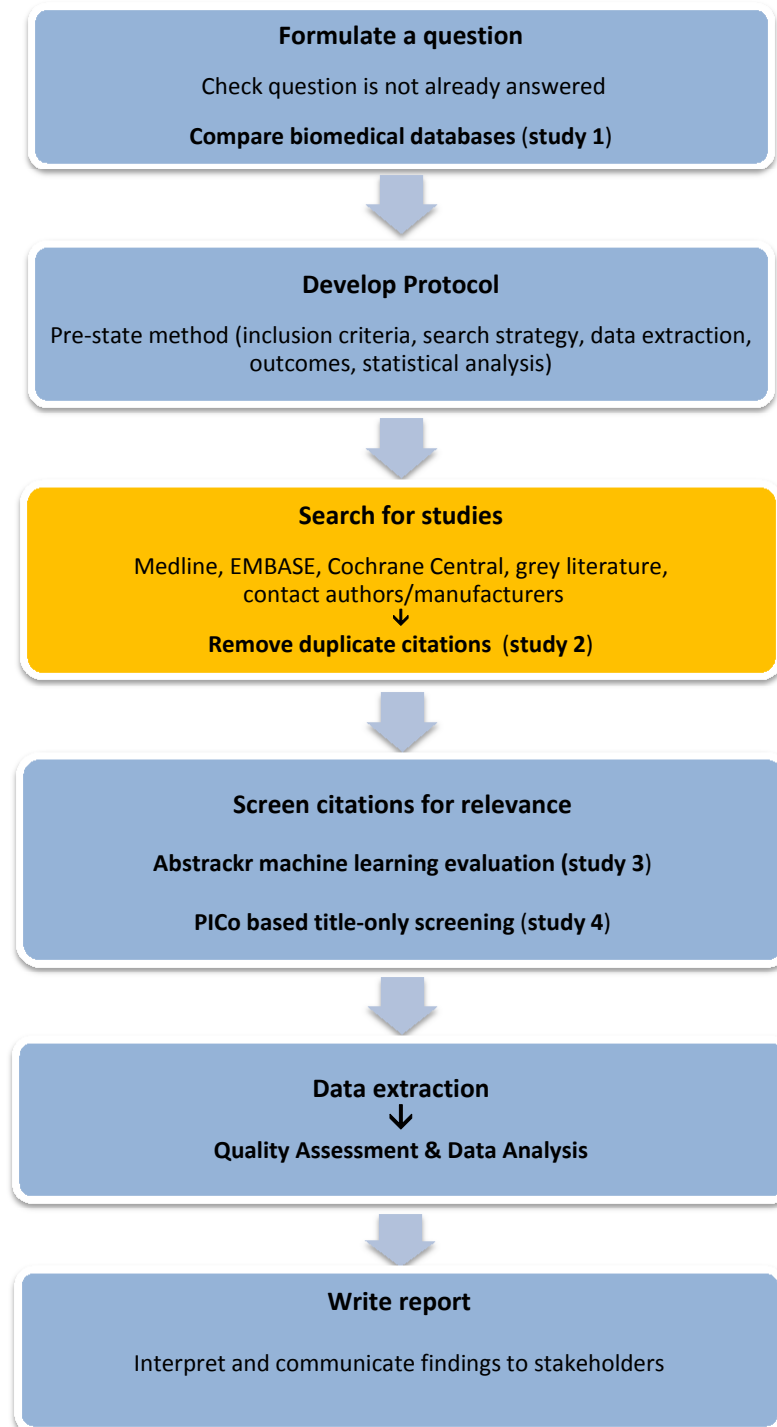 Formulate a question
Check question is not already answered
Compare biomedical databases (study 1)
Develop Protocol
Pre-state method (inclusion criteria, search strategy, data extraction,
outcomes, statistical analysis)
Search for studies
Medline, EMBASE, Cochrane Central, grey literature,
contact authors/manufacturers
Remove duplicate citations (study 2)
Screen citations for relevance
Abstrackr machine learning evaluation (study 3)
PICo based title-only screening (study 4)
Data extraction
Quality Assessment & Data Analysis
Write report
Interpret and communicate findings to stakeholders